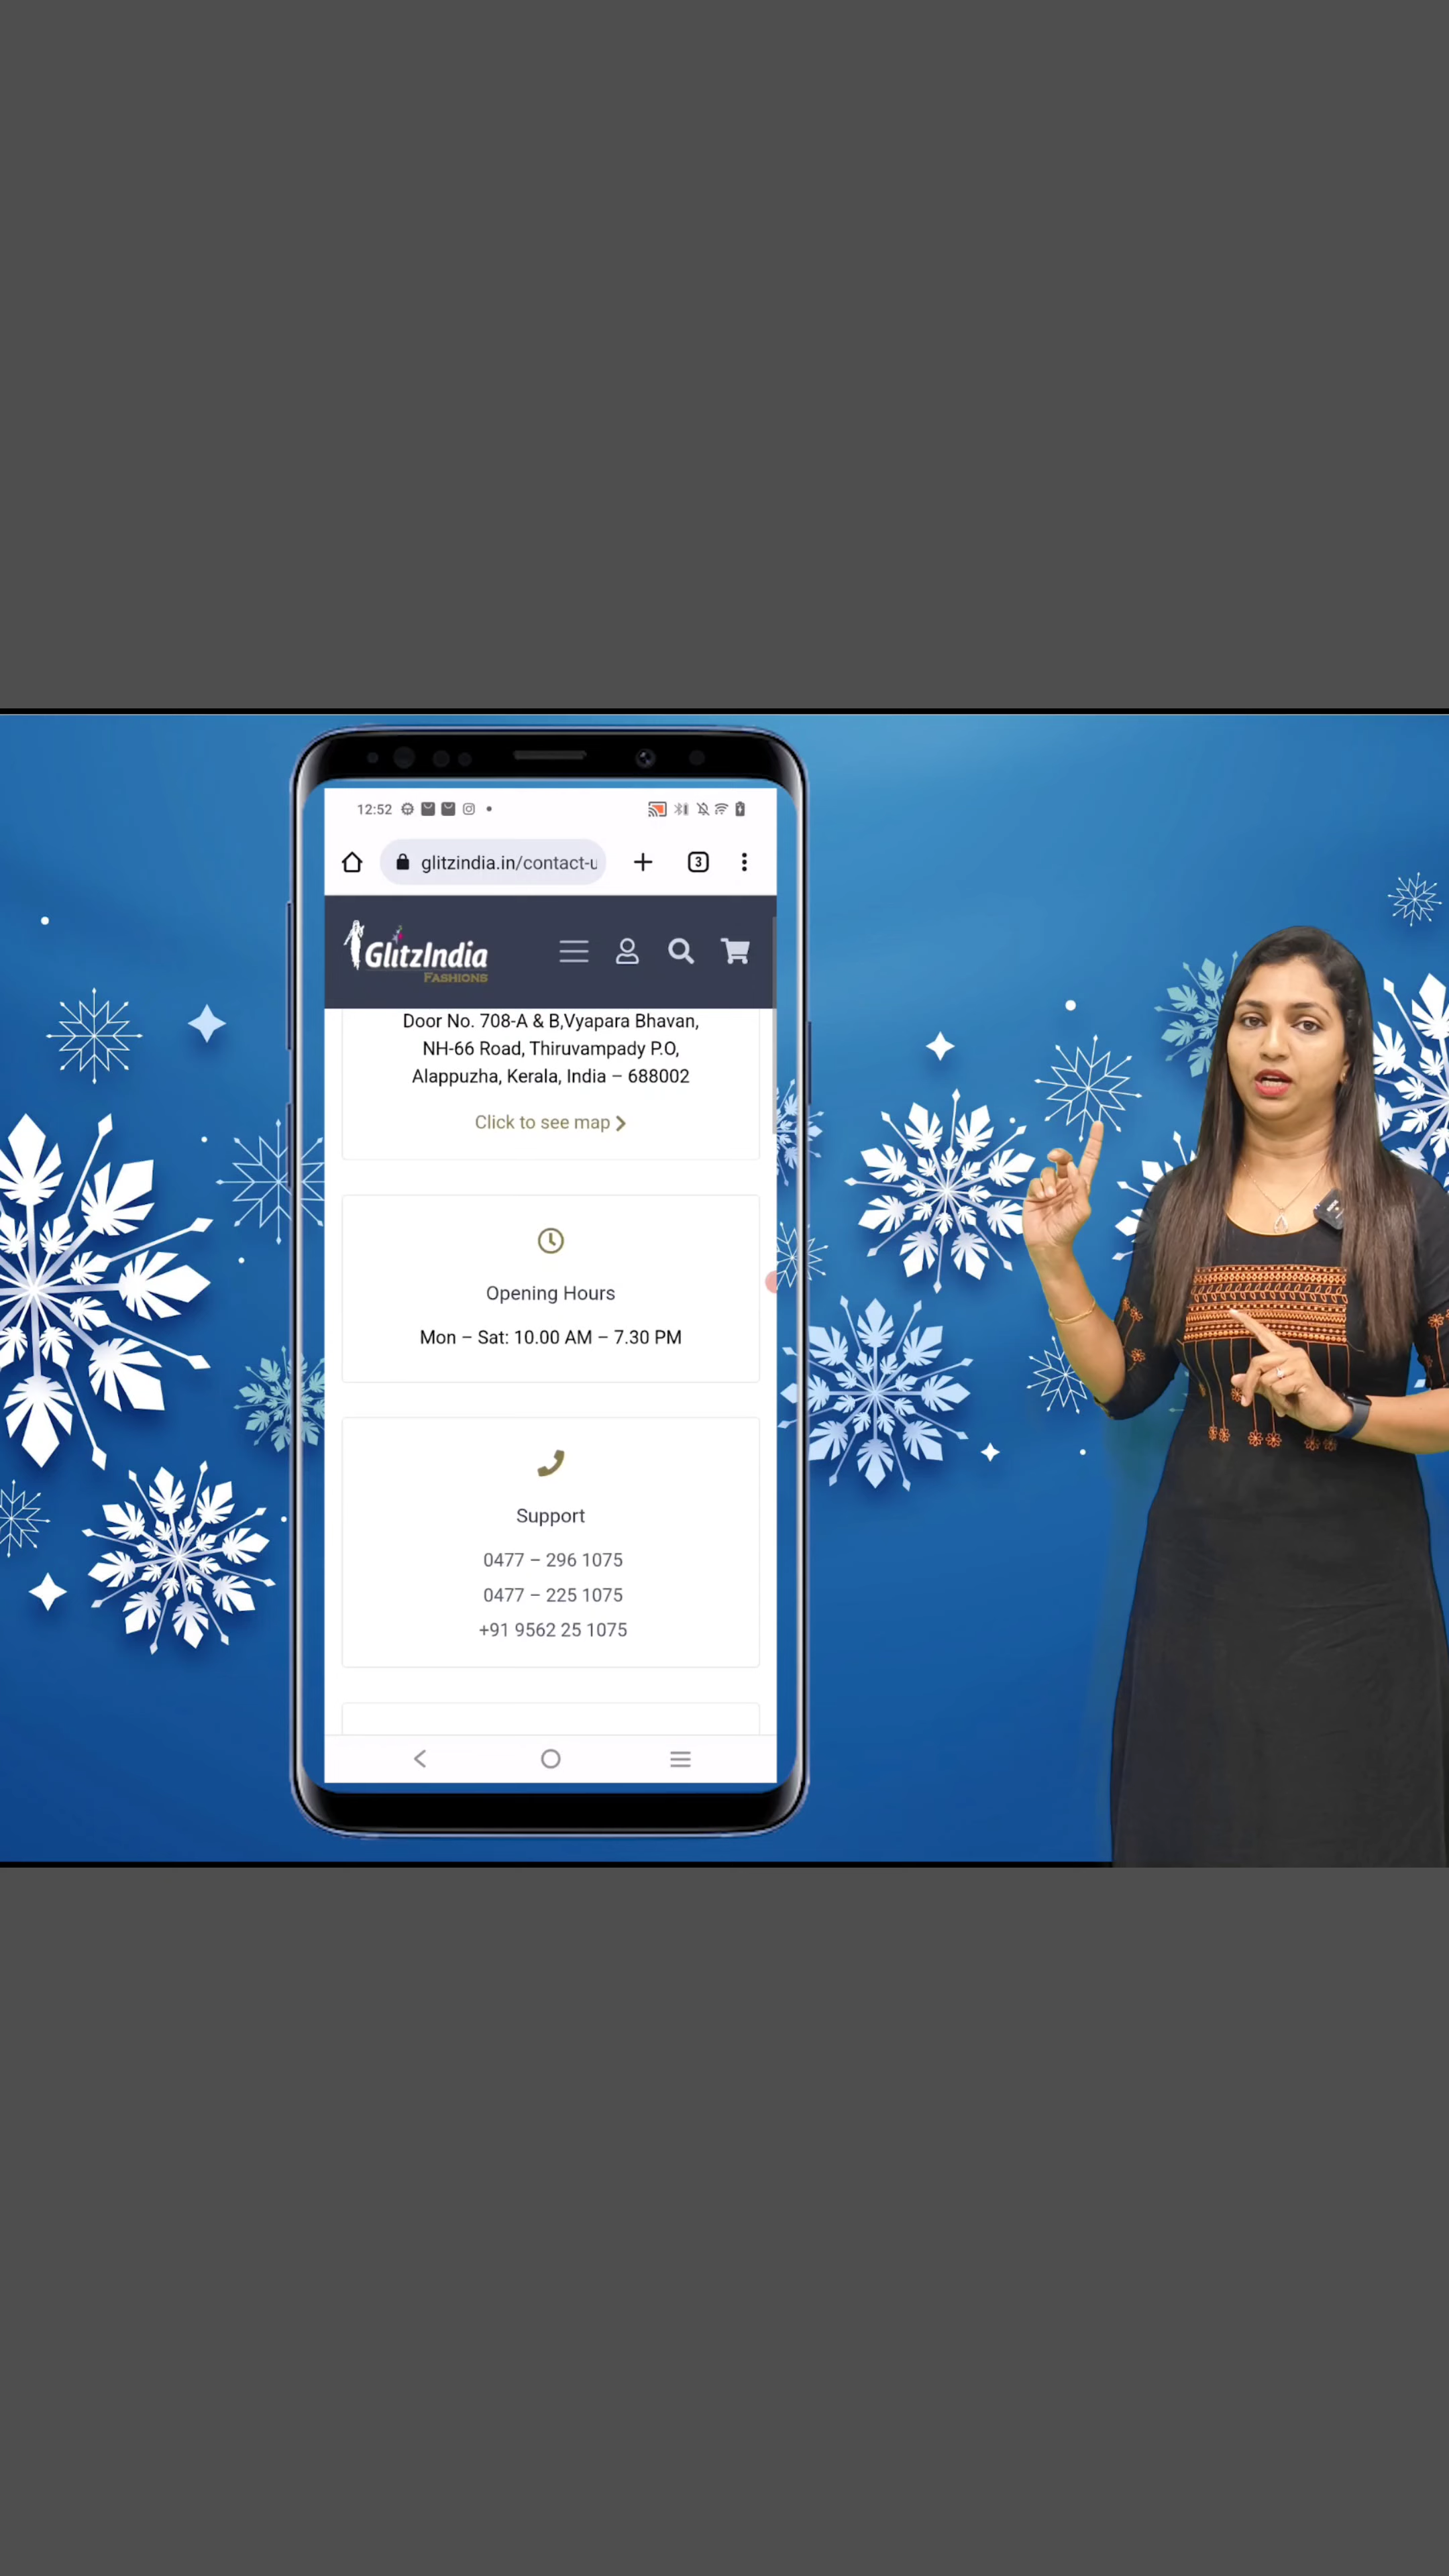 12:52
glitzindia.in/contact-u
3
GlitzIndia
FASHIONS
Door No. 708-A & B,Vyapara Bhavan,
NH-66 Road, Thiruvampady P.O,
Alappuzha, Kerala, India – 688002
Click to see map
Opening Hours
Mon – Sat: 10.00 AM – 7.30 PM
Support
0477 – 296 1075
0477 – 225 1075
+91 9562 25 1075